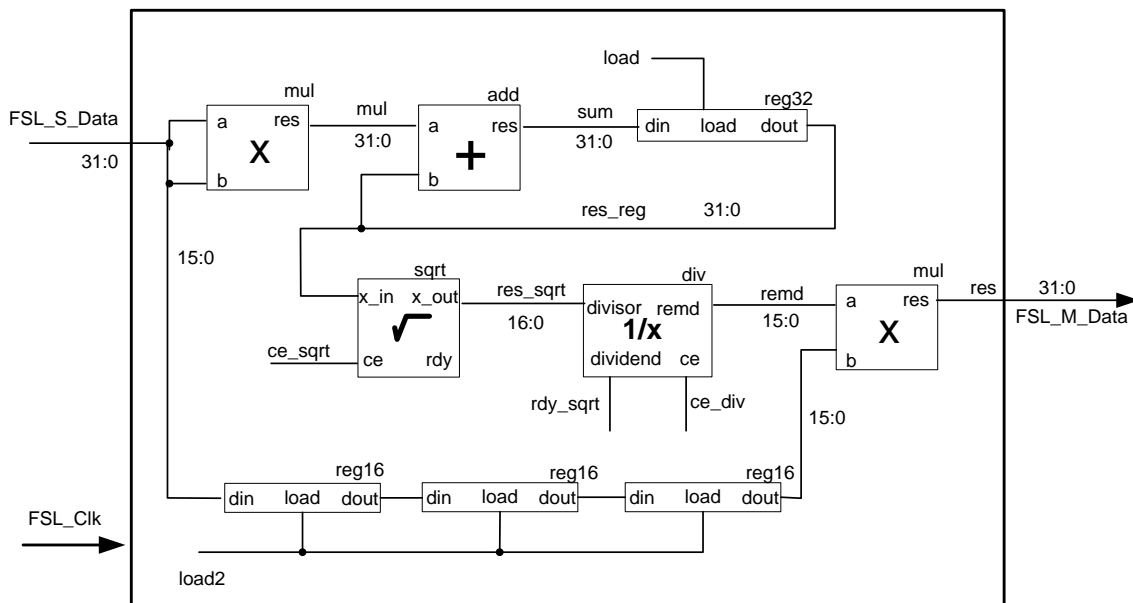 load
mul
add
reg32
FSL_S_Data
31:0
a
res
b
X
mul
31:0
a
res
b
+
sum
31:0
din
load
dout
res_reg
31:0
15:0
sqrt
x_in
x_out
√
ce
rdy
ce_sqrt
res_sqrt
16:0
div
divisor
remd
1/x
dividend
ce
rdy_sqrt
ce_div
remd
15:0
mul
a
res
X
b
res
31:0
FSL_M_Data
15:0
reg16
din
load
dout
reg16
din
load
dout
reg16
din
load
dout
FSL_Clk
load2